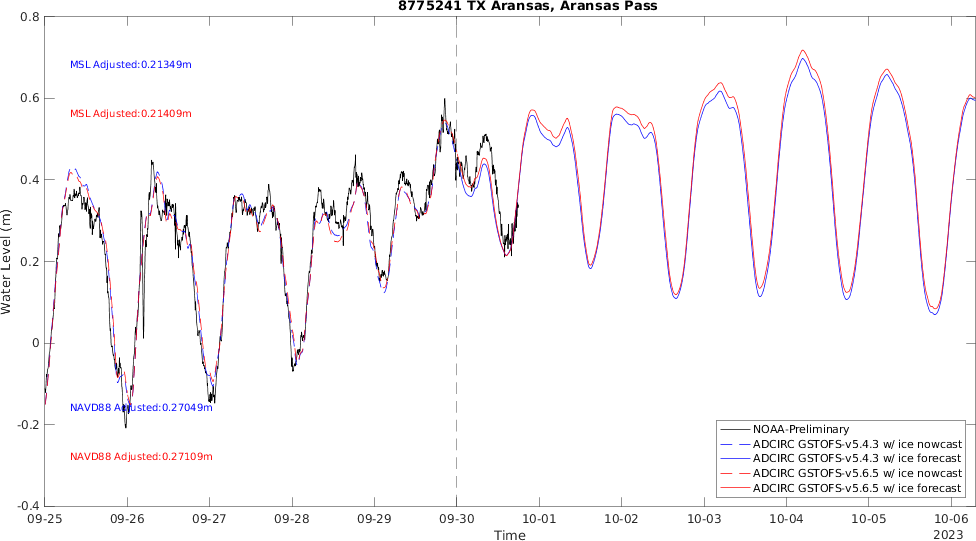 8775241 TX Aransas, Aransas Pass
0.8
0.6
0.4
0.2
0
-0.2
-0.4
Water Level (m)
MSL Adjusted:0.21349m
MSL Adjusted:0.21409m
NAVD88 Adjusted:0.27049m
NAVD88 Adjusted:0.27109m
NOAA-Preliminary
ADCIRC GSTOFS-v5.4.3 w/ ice nowcast
ADCIRC GSTOFS-v5.4.3 w/ ice forecast
ADCIRC GSTOFS-v5.6.5 w/ ice nowcast
ADCIRC GSTOFS-v5.6.5 w/ ice forecast
09-25 09-26 09-27 09-28 09-29 09-30 10-01 10-02 10-03 10-04 10-05 10-06
2023
Time